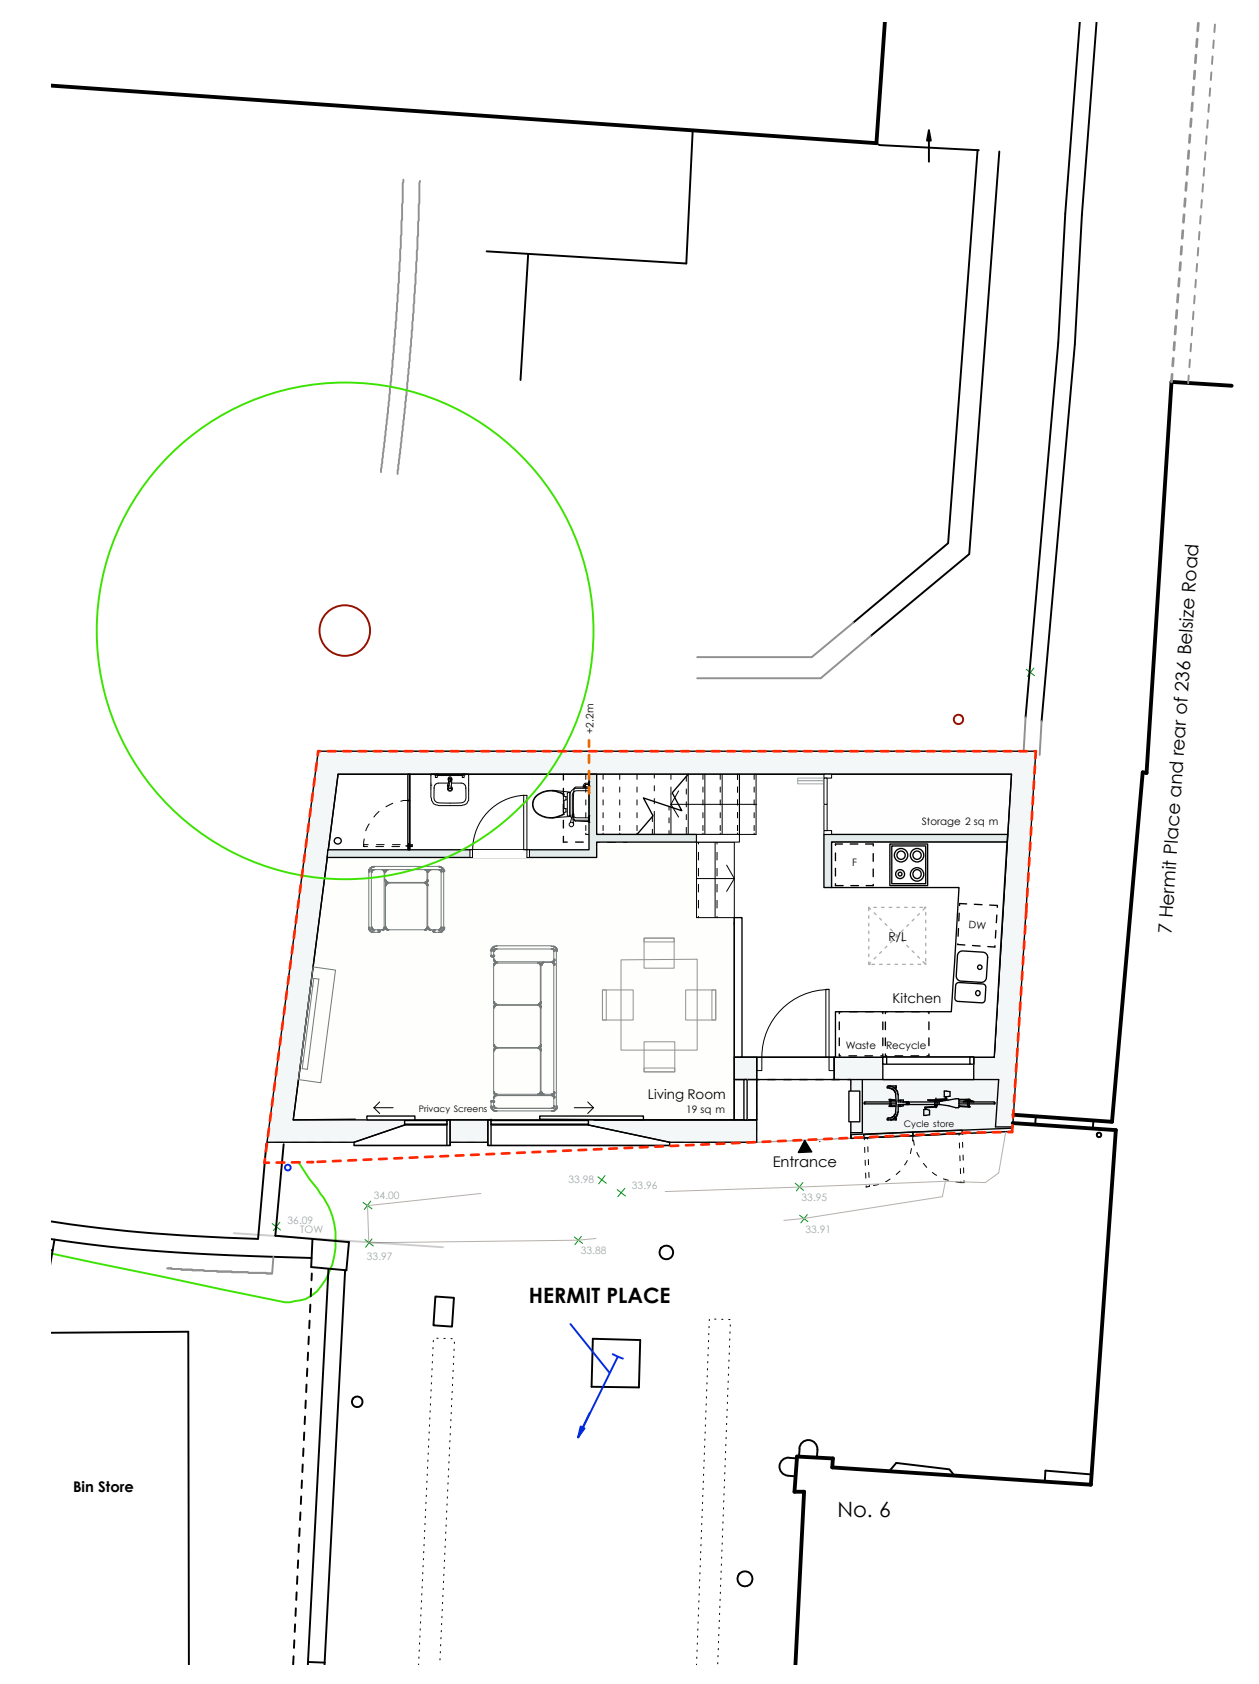 7 Hermit Place and rear of 236 Belsize Road
+2.2m
Storage 2 sq m
F
DW
R/L
Kitchen
Waste
Recycle
Living Room
19 sq m
Privacy Screens
Cycle store
Entrance
33.98
33.96
33.95
34.00
36.09
TOW
33.91
33.97
33.88
HERMIT PLACE
Bin Store
No. 6